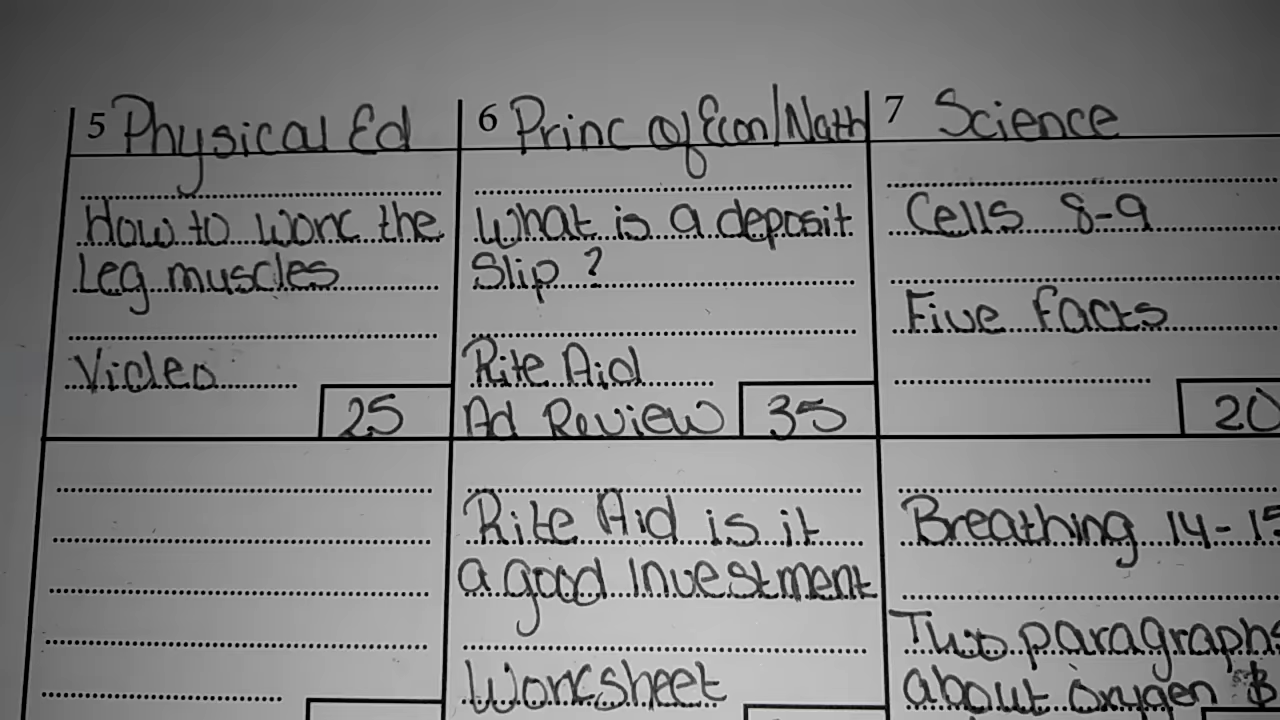 5 Physical Ed
How to work the
Leg muscles
Video
25
6 Princ of Econ/Math
What is a deposit
Slip?
Rite Aid
Ad Review
35
7 Science
Cells 8-9
Five facts
20
Rite Aid is it
a good investment
Worksheet
Breathing 14-15
Two paragraphs
about oxygen &